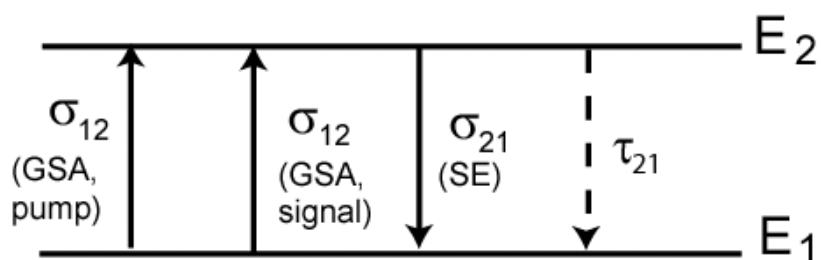 E2
σ12
(GSA,
pump)
σ12
(GSA,
signal)
σ21
(SE)
τ21
E1